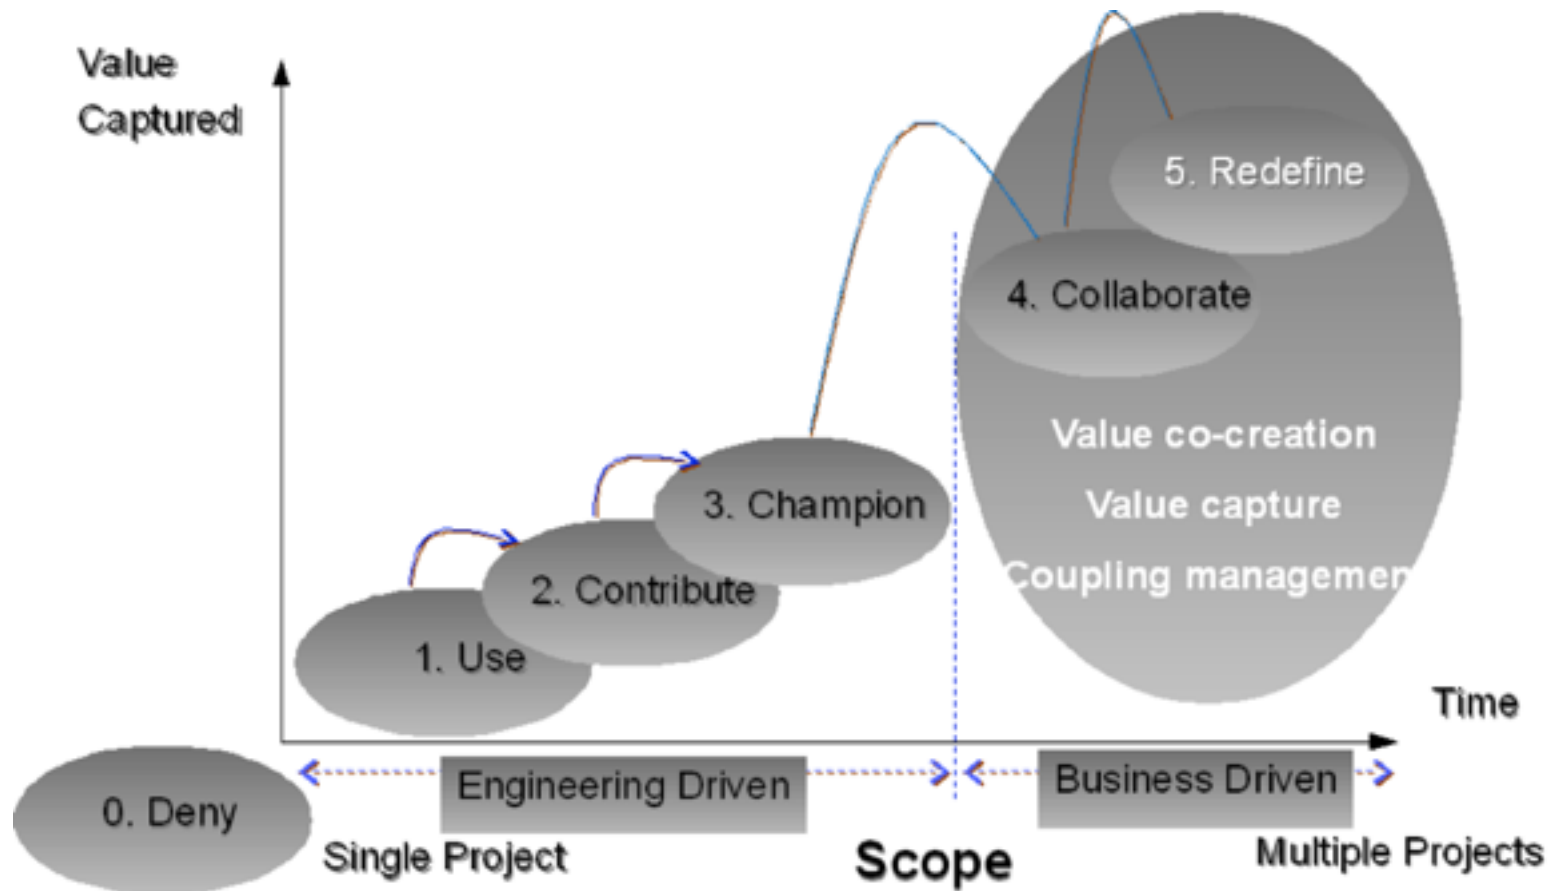 Value
Captured
5. Redefine
4. Collaborate
Value co-creation
3. Champion
Value capture
2. Contribute
Coupling managemen
1. Use
Time
Engineering Driven
Business Driven
0. Deny
Single Project
Scope
Multiple Projects